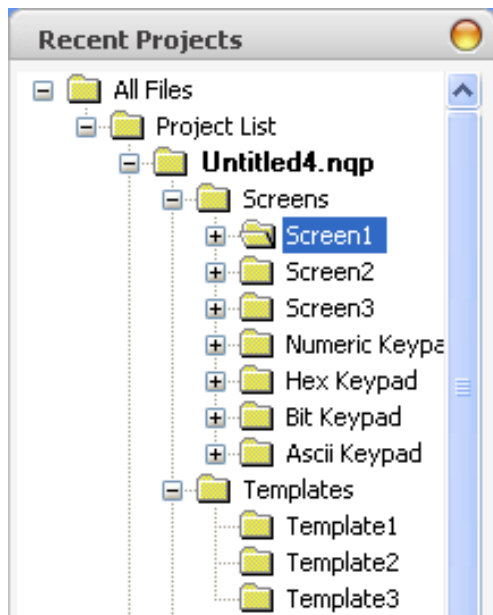 Recent Projects
All Files
Project List
Untitled4.nqp
Screens
Screen1
Screen2
Screen3
Numeric Keypa
Hex Keypad
Bit Keypad
Ascii Keypad
Templates
Template1
Template2
Template3